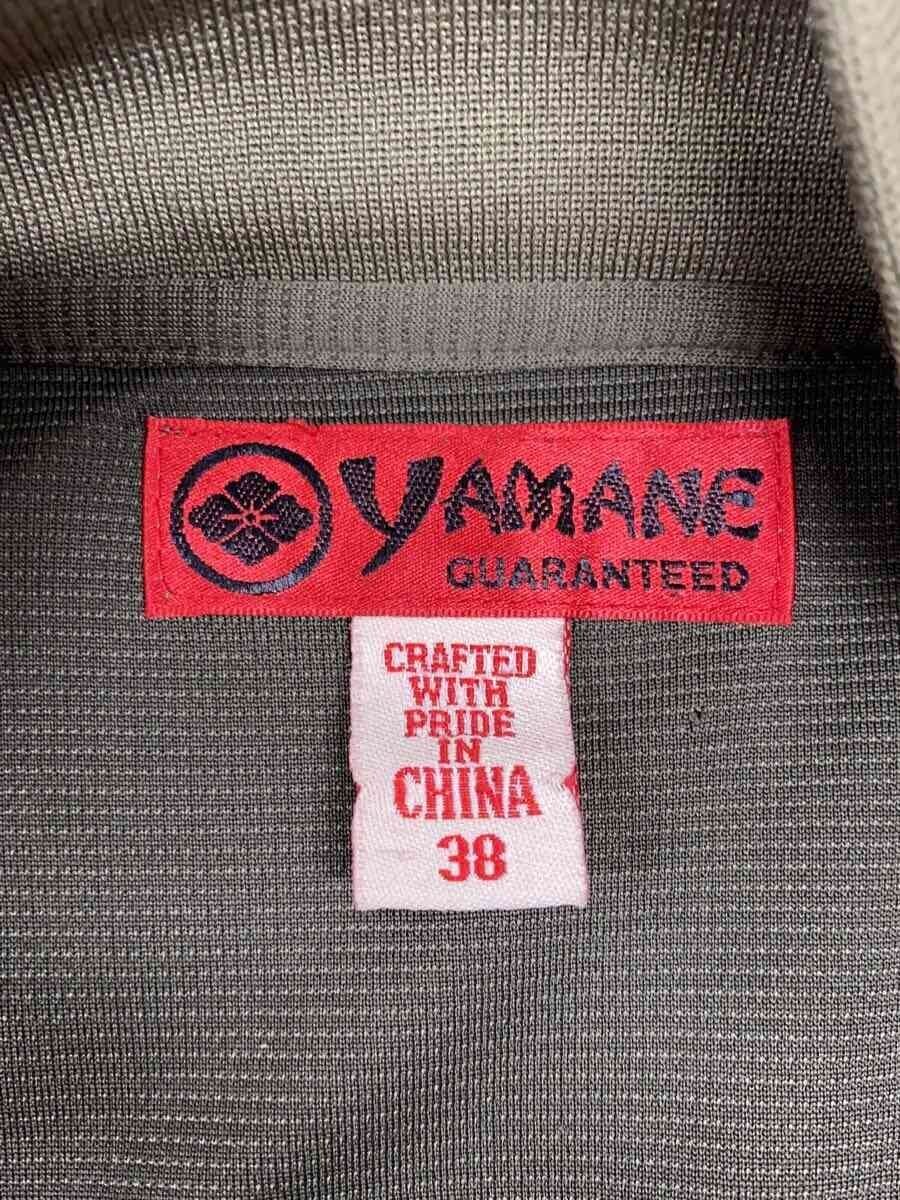 YAMANE
GUARANTEED
CRAFTED
WITH
PRIDE
IN
CHINA
38